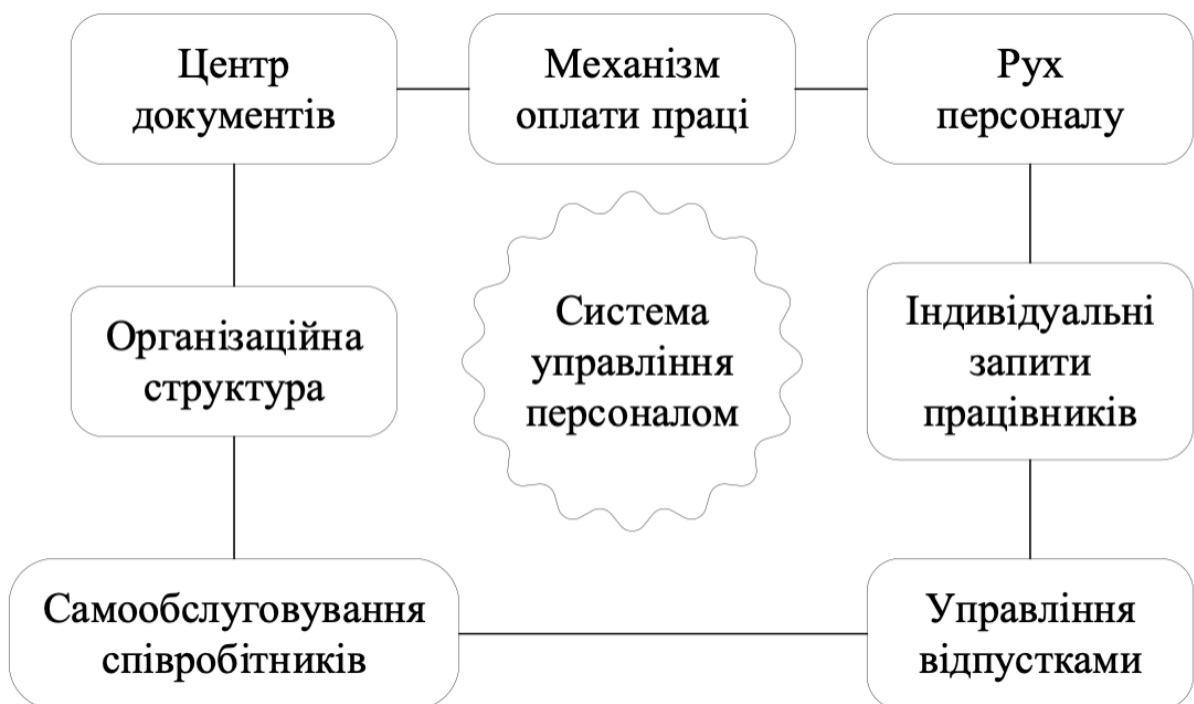 Центр
документів
Механізм
оплати праці
Рух
персоналу
Організаційна
структура
Система
управління
персоналом
Індивідуальні
запити
працівників
Самообслуговування
співробітників
Управління
відпустками